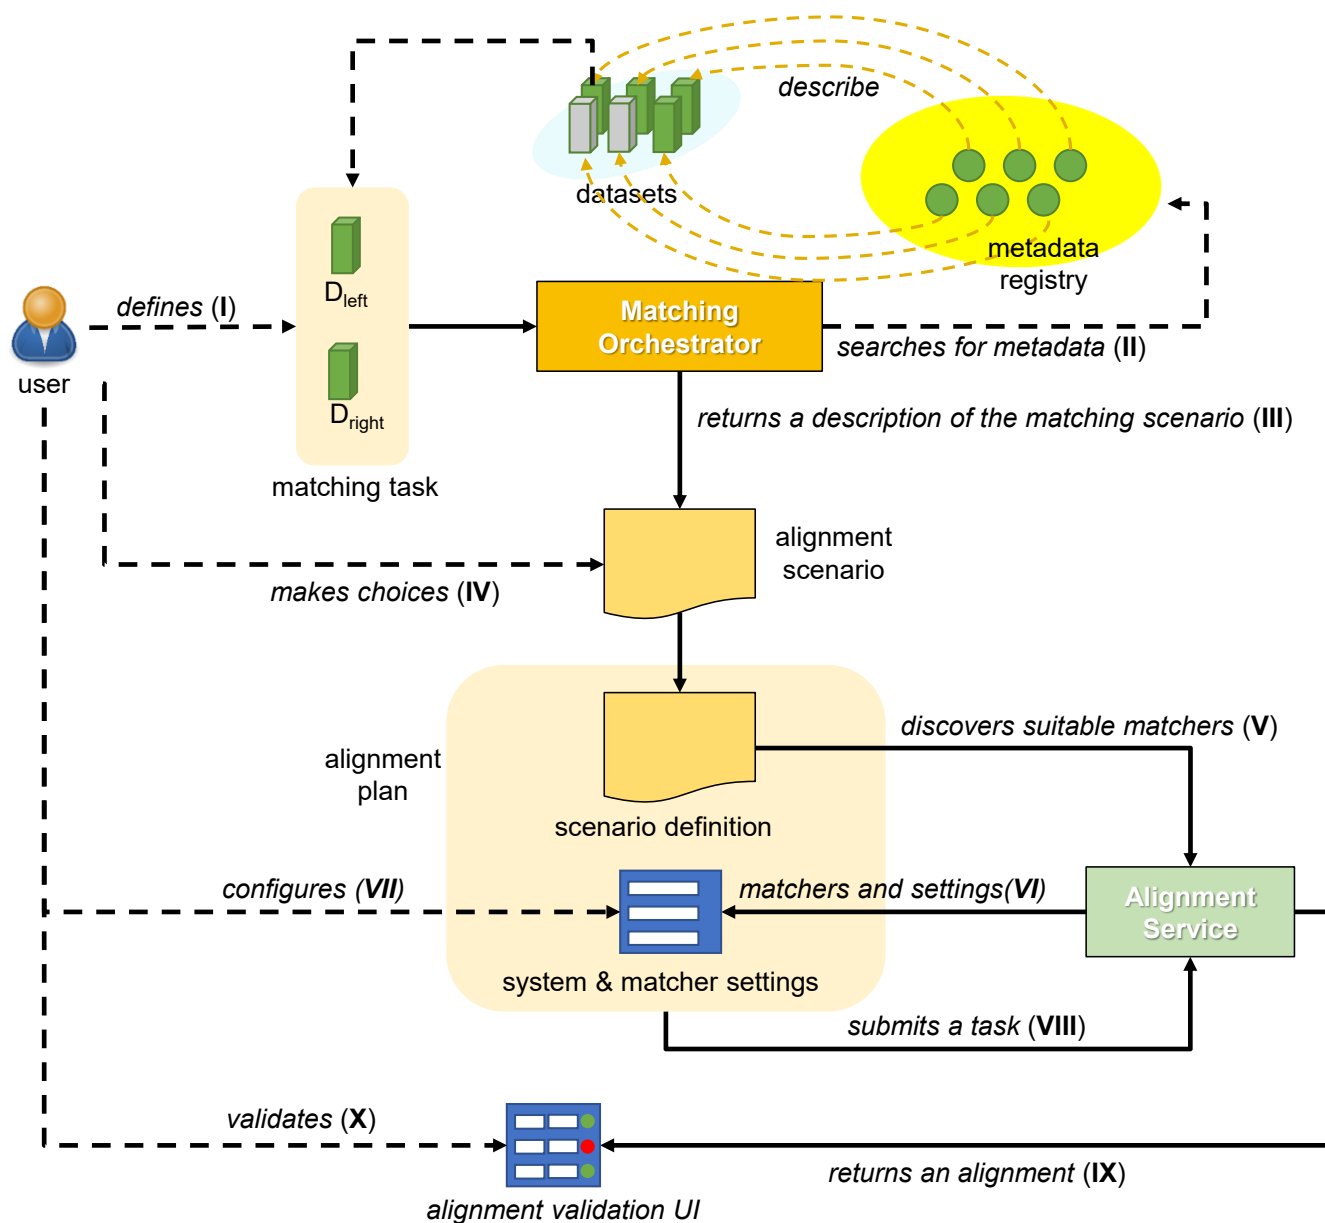 describe
datasets
metadata
registry
D_left
D_right
matching task
user
defines (I)
Matching
Orchestrator
searches for metadata (II)
returns a description of the matching scenario (III)
alignment
scenario
makes choices (IV)
alignment
plan
scenario definition
discovers suitable matchers (V)
configures (VII)
matchers and settings(VI)
Alignment
Service
system & matcher settings
submits a task (VIII)
validates (X)
returns an alignment (IX)
alignment validation UI